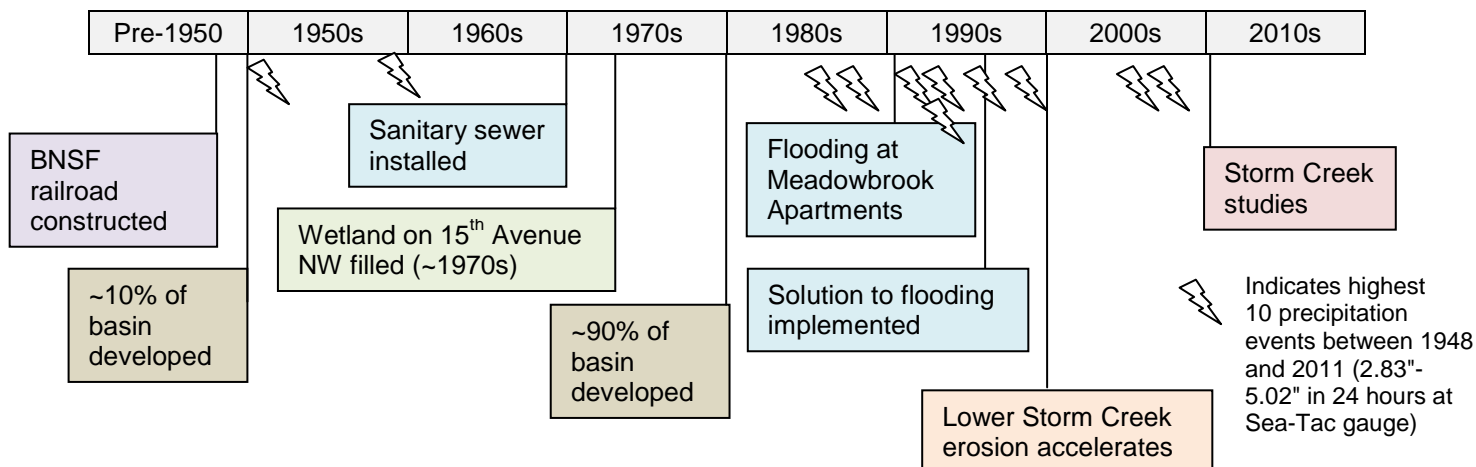 Pre-1950 1950s 1960s 1970s 1980s 1990s 2000s 2010s
BNSF
railroad
constructed
Sanitary sewer
installed
Flooding at
Meadowbrook
Apartments
Storm Creek
studies
Wetland on 15th Avenue
NW filled (~1970s)
~10% of
basin
developed
~90% of
basin
developed
Solution to flooding
implemented
Lower Storm Creek
erosion accelerates
Indicates highest
10 precipitation
events between 1948
and 2011 (2.83"-
5.02" in 24 hours at
Sea-Tac gauge)